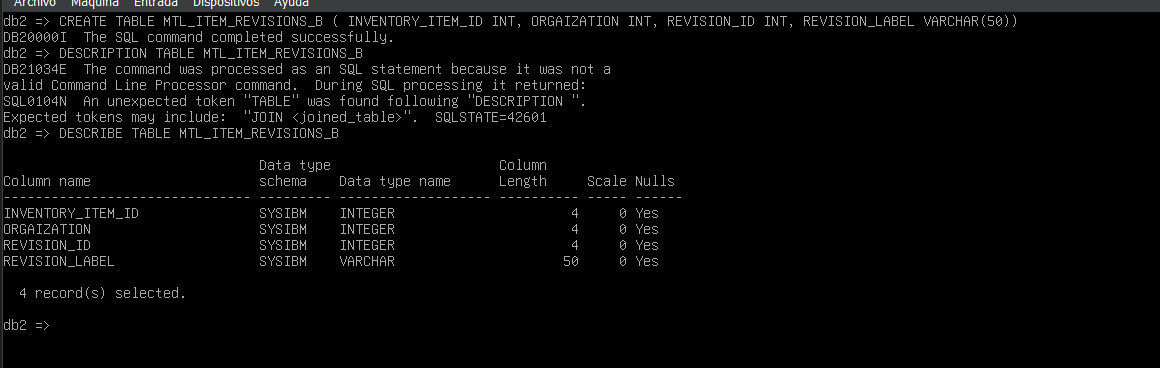 Archivo Máquina Entrada Dispositivos Ayuda
db2 => CREATE TABLE MTL_ITEM_REVISIONS_B ( INVENTORY_ITEM_ID INT, ORGAIZATION INT, REVISION_ID INT, REVISION_LABEL VARCHAR(50))
DB20000I  The SQL command completed successfully.
db2 => DESCRIPTION TABLE MTL_ITEM_REVISIONS_B
DB21034E  The command was processed as an SQL statement because it was not a
valid Command Line Processor command.  During SQL processing it returned:
SQL0104N  An unexpected token "TABLE" was found following "DESCRIPTION ".
Expected tokens may include:  "JOIN <joined_table>".  SQLSTATE=42601
db2 => DESCRIBE TABLE MTL_ITEM_REVISIONS_B
                                Data type                     Column
Column name                     schema    Data type name      Length     Scale Nulls
------------------------------- --------- ------------------- ---------- ----- ------
INVENTORY_ITEM_ID               SYSIBM    INTEGER                      4     0 Yes
ORGAIZATION                     SYSIBM    INTEGER                      4     0 Yes
REVISION_ID                     SYSIBM    INTEGER                      4     0 Yes
REVISION_LABEL                  SYSIBM    VARCHAR                     50     0 Yes
  4 record(s) selected.
db2 =>